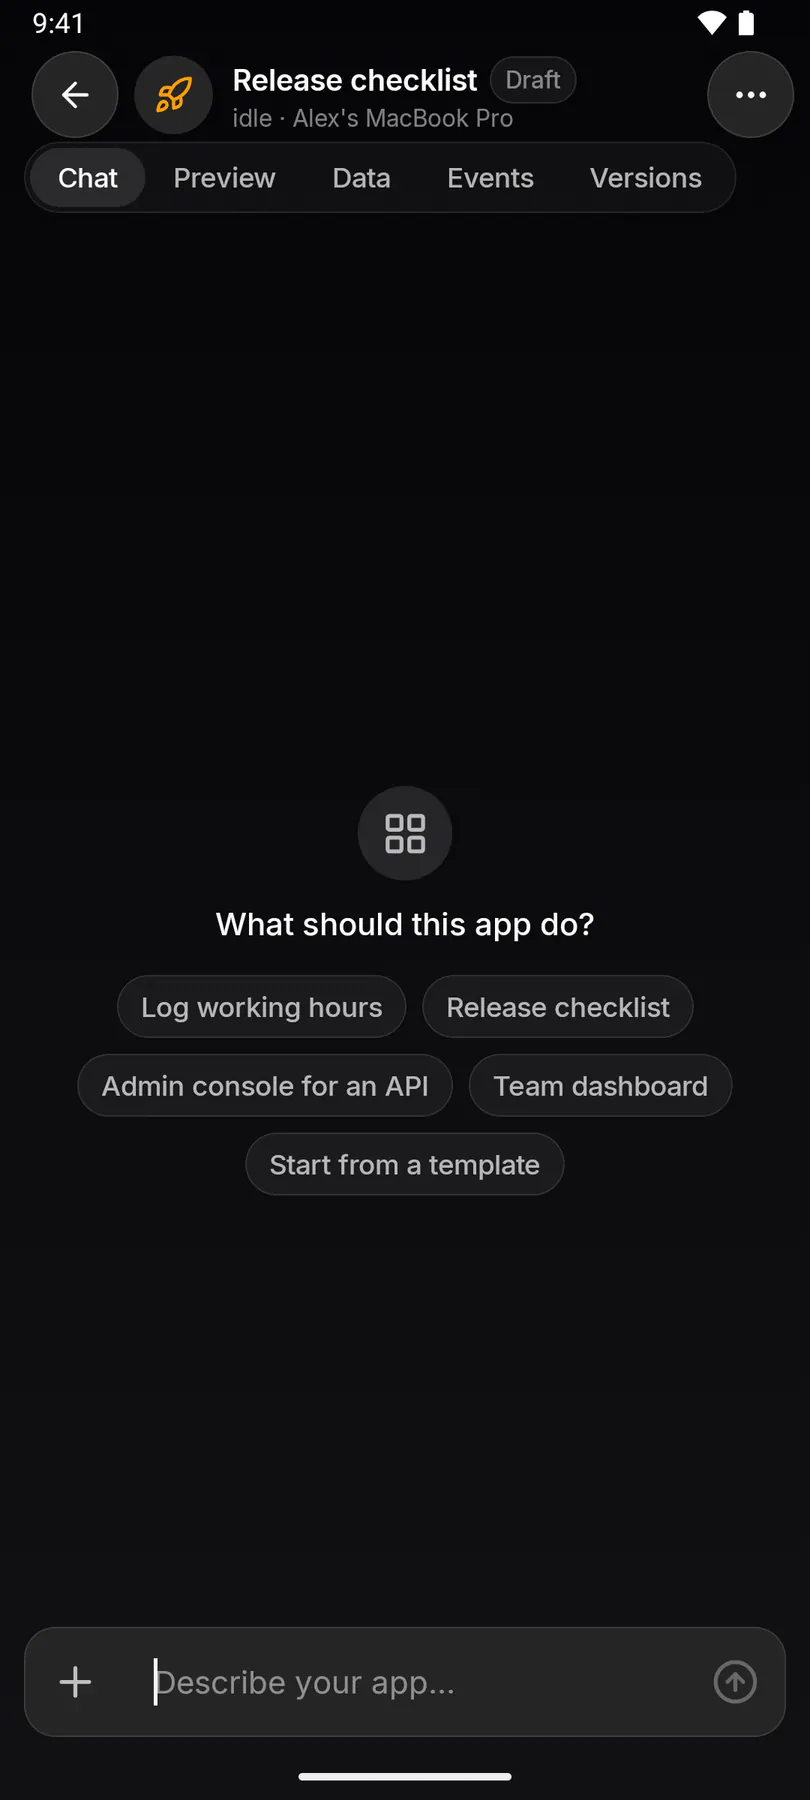 9:41
Release checklist Draft
idle · Alex's MacBook Pro
Chat Preview Data Events Versions
What should this app do?
Log working hours Release checklist
Admin console for an API Team dashboard
Start from a template
Describe your app...